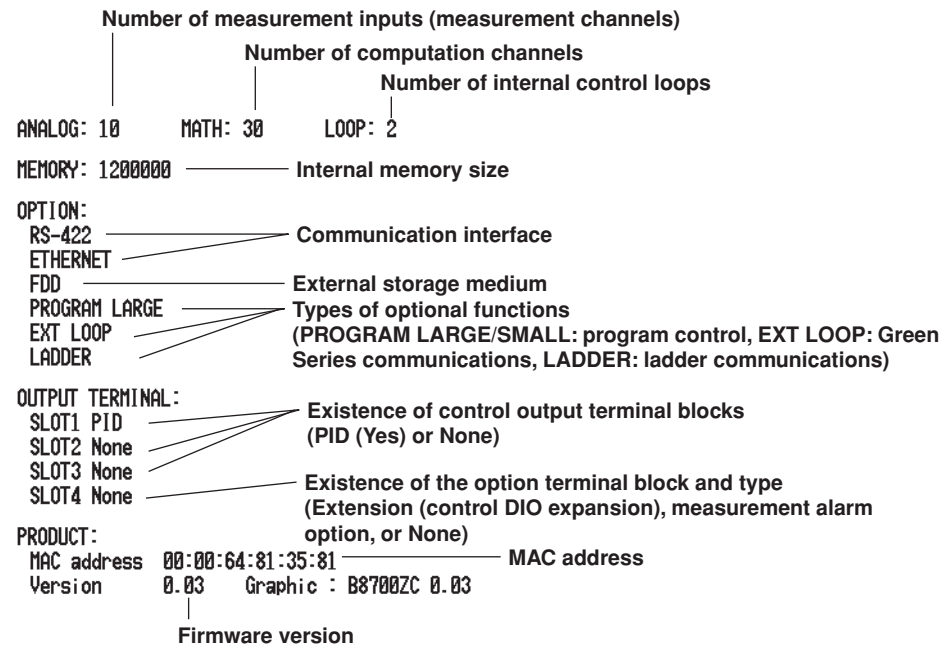 Number of measurement inputs (measurement channels)
Number of computation channels
Number of internal control loops
ANALOG: 10 MATH: 30 LOOP: 2
MEMORY: 1200000 Internal memory size
OPTION:
RS-422 Communication interface
ETHERNET
FDD External storage medium
PROGRAM LARGE Types of optional functions
EXT LOOP (PROGRAM LARGE/SMALL: program control, EXT LOOP: Green
LADDER Series communications, LADDER: ladder communications)
OUTPUT TERMINAL:
SLOT1 PID Existence of control output terminal blocks
SLOT2 None (PID (Yes) or None)
SLOT3 None
SLOT4 None Existence of the option terminal block and type
(Extension (control DIO expansion), measurement alarm
PRODUCT: option, or None)
MAC address 00:00:64:81:35:81 MAC address
Version 0.03 Graphic : B8700ZC 0.03
Firmware version